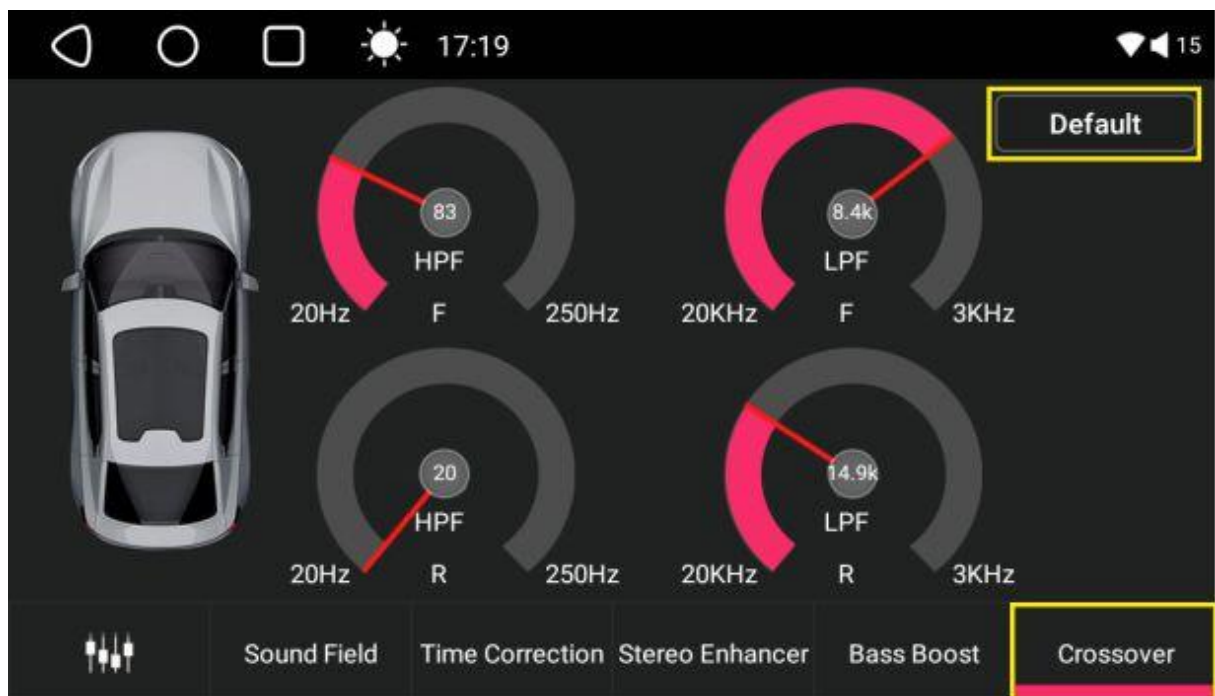 17:19
15
Default
83
HPF
20Hz F 250Hz
8.4k
LPF
20KHz F 3KHz
20
HPF
20Hz R 250Hz
14.9k
LPF
20KHz R 3KHz
Sound Field
Time Correction
Stereo Enhancer
Bass Boost
Crossover